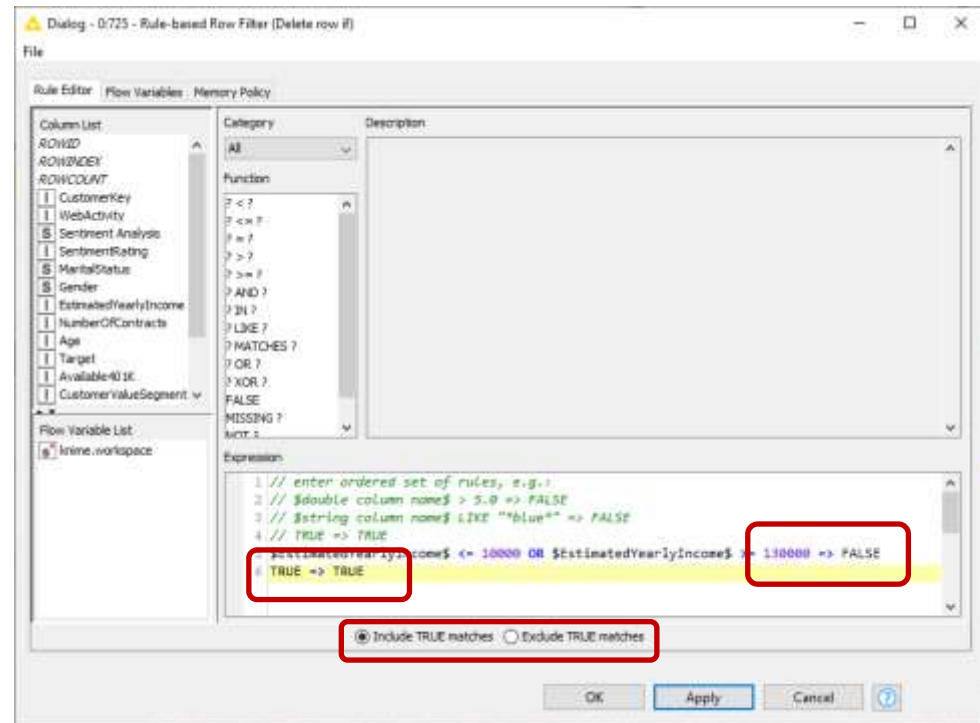 Dialog - 0:725 - Rule-based Row Filter (Delete row if)
File
Rule Editor Flow Variables Memory Policy
Column List
ROWID
ROWINDEX
ROWCOUNT
I CustomerKey
I WebActivity
S Sentiment Analysis
I SentimentRating
S MaritalStatus
S Gender
I EstimatedYearlyIncome
I NumberOfContracts
I Age
I Target
I Available401K
I CustomerValueSegment
Flow Variable List
s knime.workspace
Category
All
Function
? < ?
? <= ?
? = ?
? > ?
? >= ?
? AND ?
? IN ?
? LIKE ?
? MATCHES ?
? OR ?
? XOR ?
FALSE
MISSING ?
NOT ?
Description
Expression
1 // enter ordered set of rules, e.g.:
2 // $double column name$ > 5.0 => FALSE
3 // $string column name$ LIKE "*blue*" => FALSE
4 // TRUE => TRUE
5 $EstimatedYearlyIncome$ <= 10000 OR $EstimatedYearlyIncome$ >= 130000 => FALSE
6 TRUE => TRUE
Include TRUE matches Exclude TRUE matches
OK Apply Cancel ?